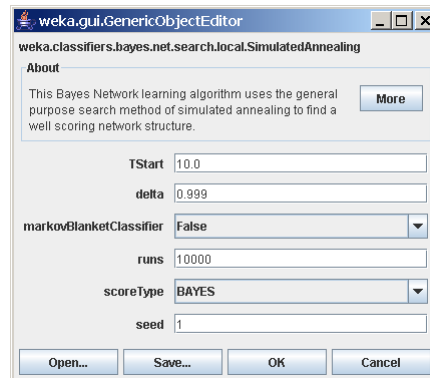 weka.gui.GenericObjectEditor
weka.classifiers.bayes.net.search.local.SimulatedAnnealing
About
This Bayes Network learning algorithm uses the general
purpose search method of simulated annealing to find a
well scoring network structure.
More
TStart 10.0
delta 0.999
markovBlanketClassifier False
runs 10000
scoreType BAYES
seed 1
Open... Save... OK Cancel